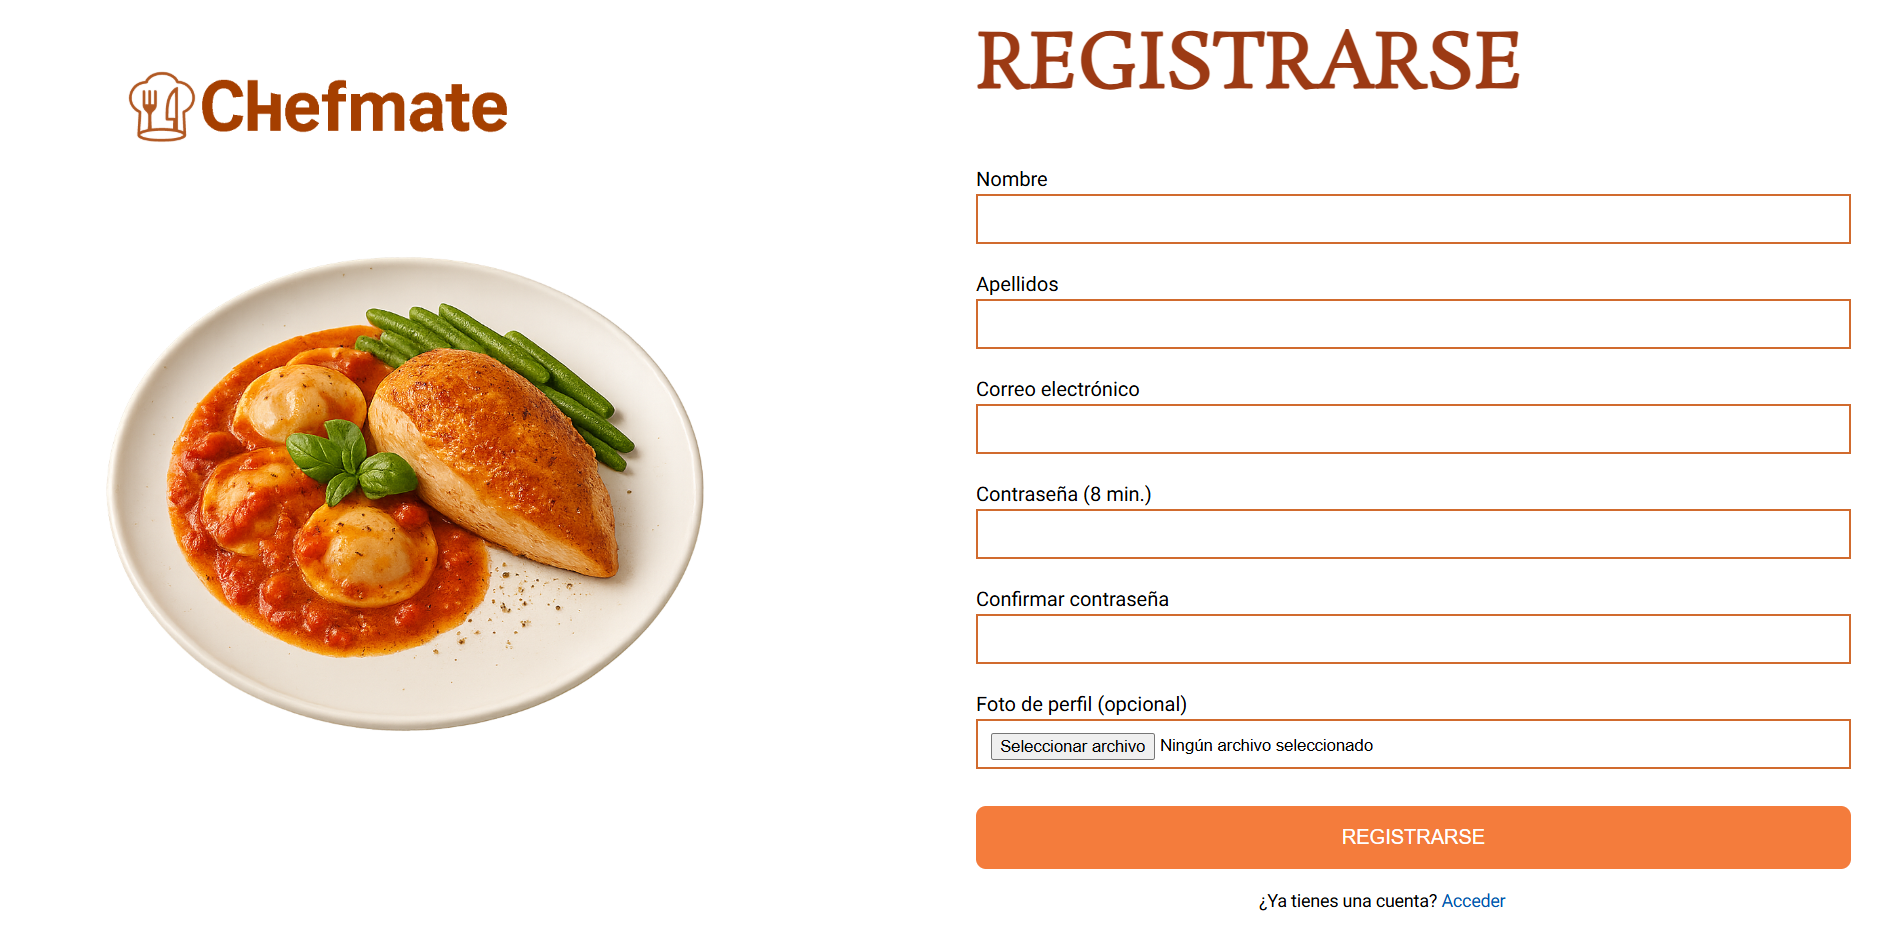 CHefmate
REGISTRARSE
Nombre
Apellidos
Correo electrónico
Contraseña (8 min.)
Confirmar contraseña
Foto de perfil (opcional)
Seleccionar archivo Ningún archivo seleccionado
REGISTRARSE
¿Ya tienes una cuenta? Acceder